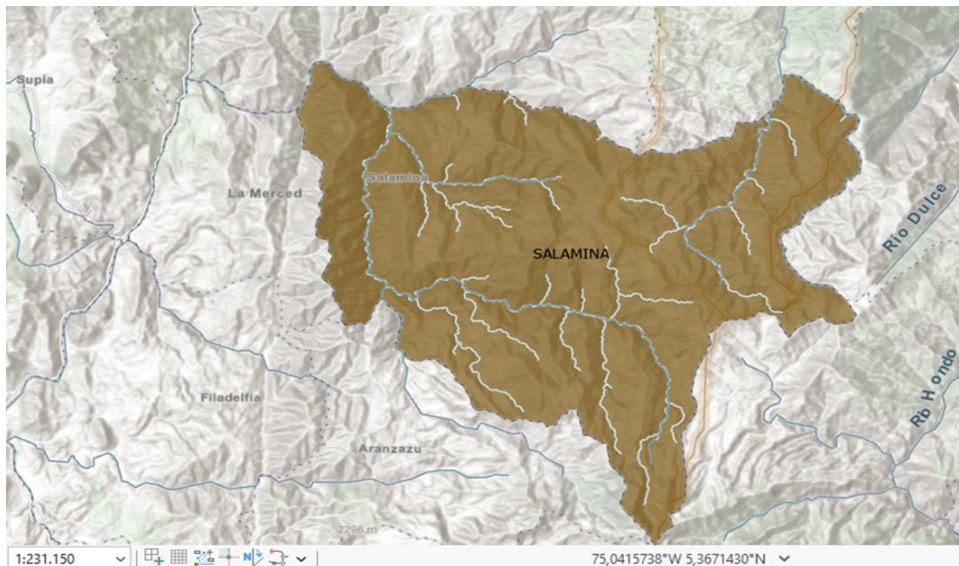 Supía
Salamina
La Merced
Río Dulce
SALAMINA
Río Hondo
Filadelfia
Aranzazu
2296 m
1:231.150
75,0415738°W 5,3671430°N